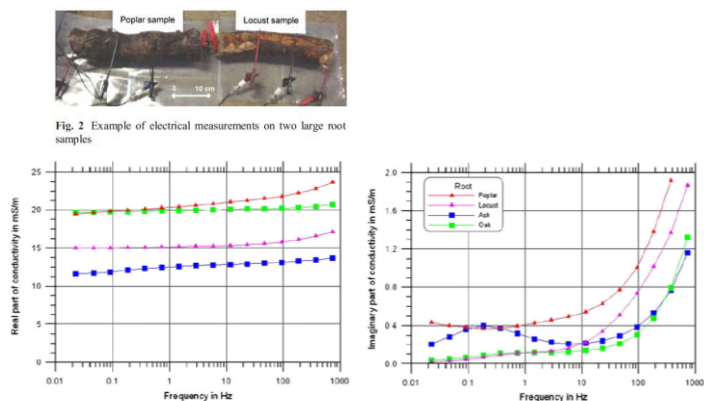 Poplar sample
Locust sample
0 10 cm
Fig. 2 Example of electrical measurements on two large root
samples
25
20
15
10
5
0
0.01 0.1 1 10 100 1000
Real part of conductivity in mS/m
Frequency in Hz
2.0
1.6
1.2
0.8
0.4
0.0
0.01 0.1 1 10 100 1000
Imaginary part of conductivity in mS/m
Frequency in Hz
Root
Poplar
Locust
Ash
Oak